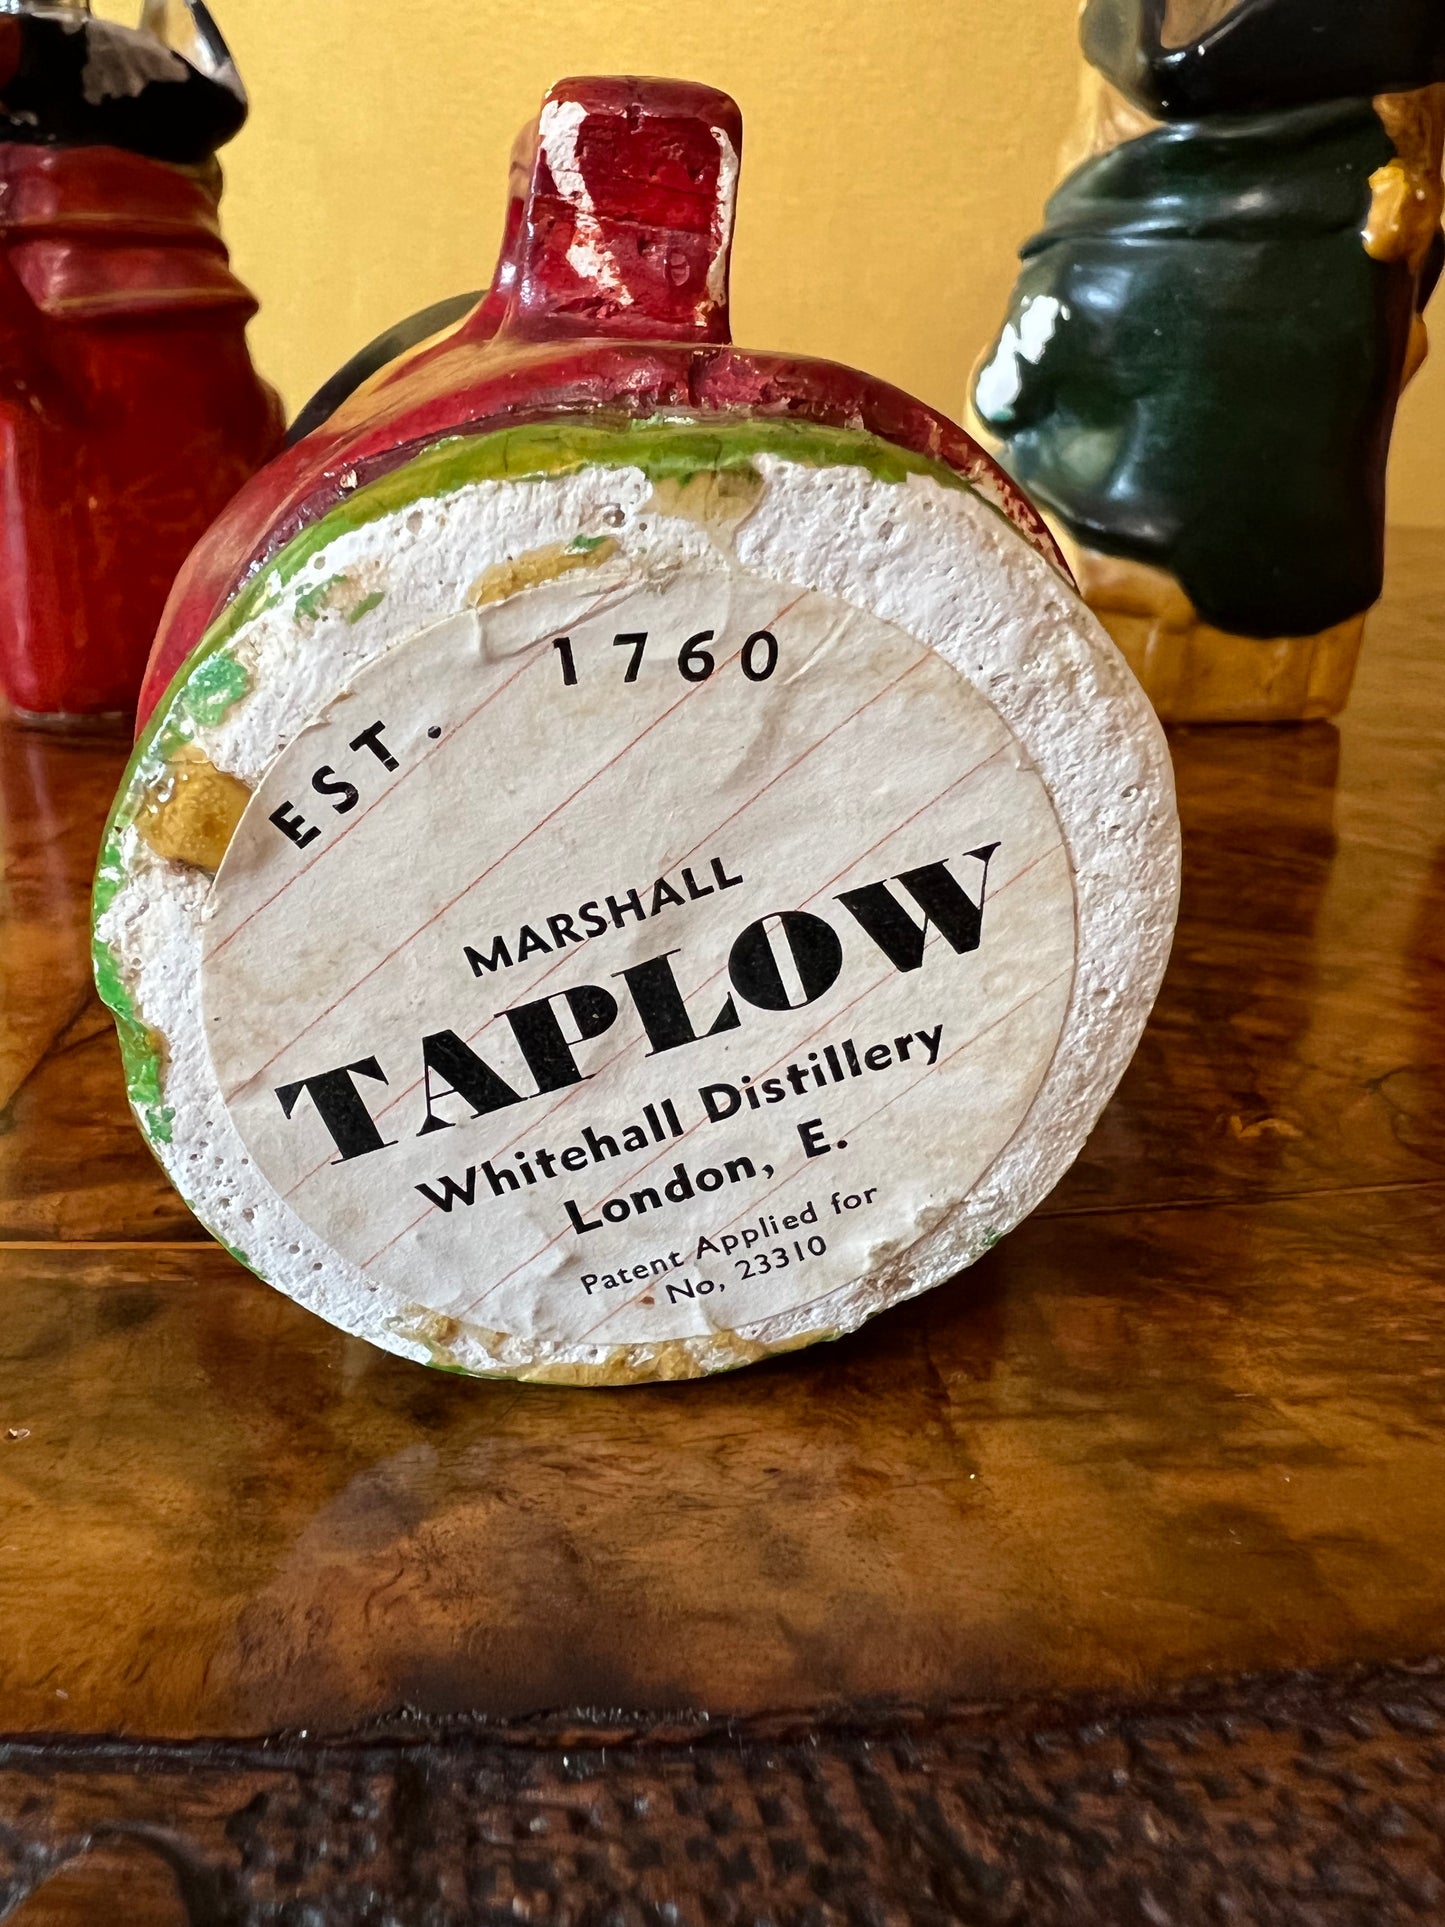 EST. 1760
MARSHALL
TAPLOW
Whitehall Distillery
London, E.
Patent Applied for
No, 23310